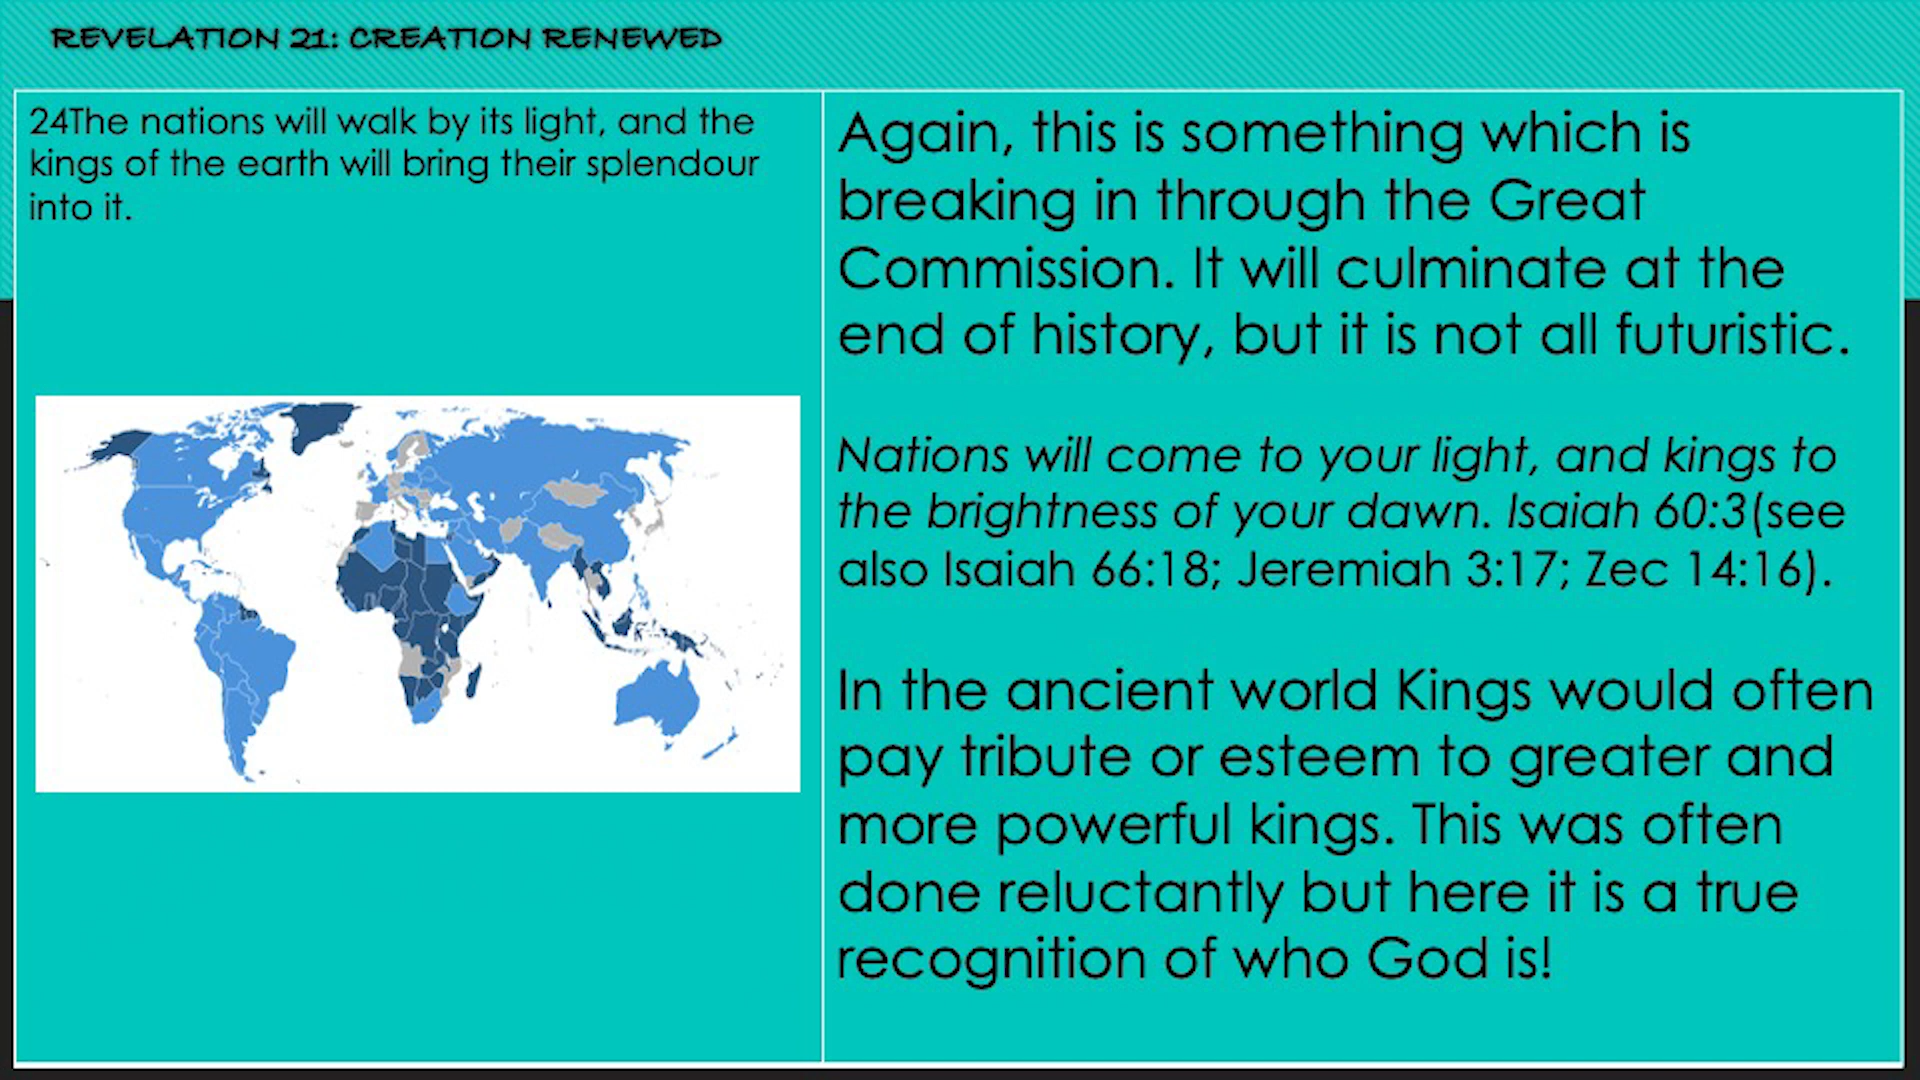 REVELATION 21: CREATION RENEWED
24The nations will walk by its light, and the
kings of the earth will bring their splendour
into it.
Again, this is something which is
breaking in through the Great
Commission. It will culminate at the
end of history, but it is not all futuristic.
Nations will come to your light, and kings to
the brightness of your dawn. Isaiah 60:3(see
also Isaiah 66:18; Jeremiah 3:17; Zec 14:16).
In the ancient world Kings would often
pay tribute or esteem to greater and
more powerful kings. This was often
done reluctantly but here it is a true
recognition of who God is!